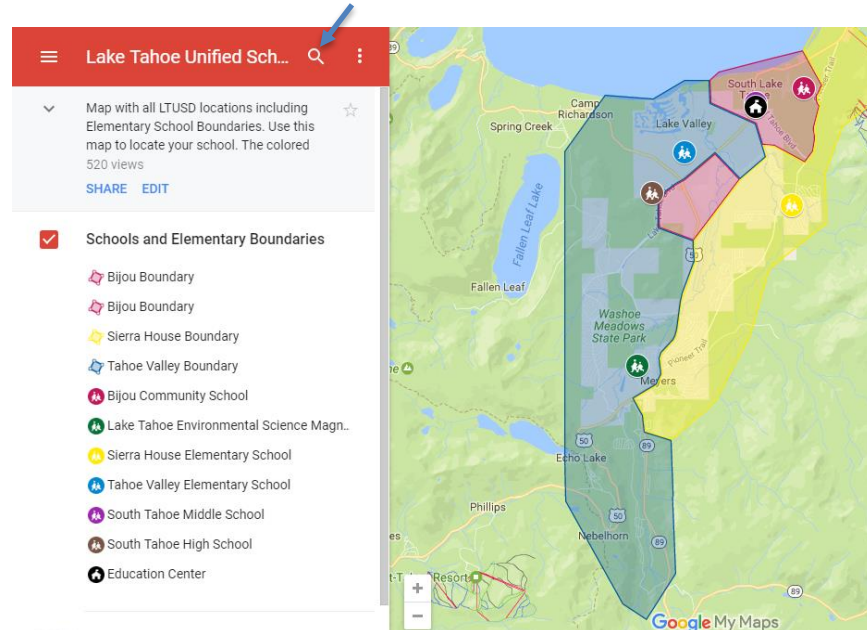 Lake Tahoe Unified Sch...
Map with all LTUSD locations including
Elementary School Boundaries. Use this
map to locate your school. The colored
520 views
SHARE EDIT
Schools and Elementary Boundaries
Bijou Boundary
Bijou Boundary
Sierra House Boundary
Tahoe Valley Boundary
Bijou Community School
Lake Tahoe Environmental Science Magn..
Sierra House Elementary School
Tahoe Valley Elementary School
South Tahoe Middle School
South Tahoe High School
Education Center
South Lake
Camp
Richardson
Spring Creek
Lake Valley
Tahoe Blvd
Fallen Leaf Lake
Fallen Leaf
50
Washoe
Meadows
State Park
Pioneer Trail
Meyers
50
89
Echo Lake
Phillips
50
Nebelhorn
89
Resort
89
+
−
Google My Maps